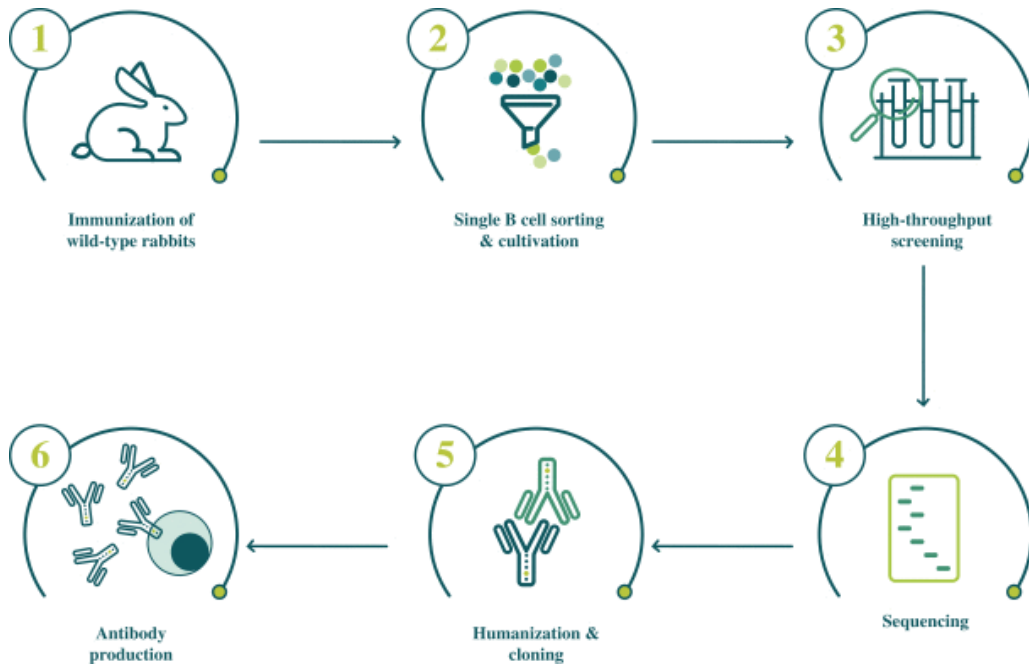 1
Immunization of
wild-type rabbits
2
Single B cell sorting
& cultivation
3
High-throughput
screening
4
Sequencing
5
Humanization &
cloning
6
Antibody
production